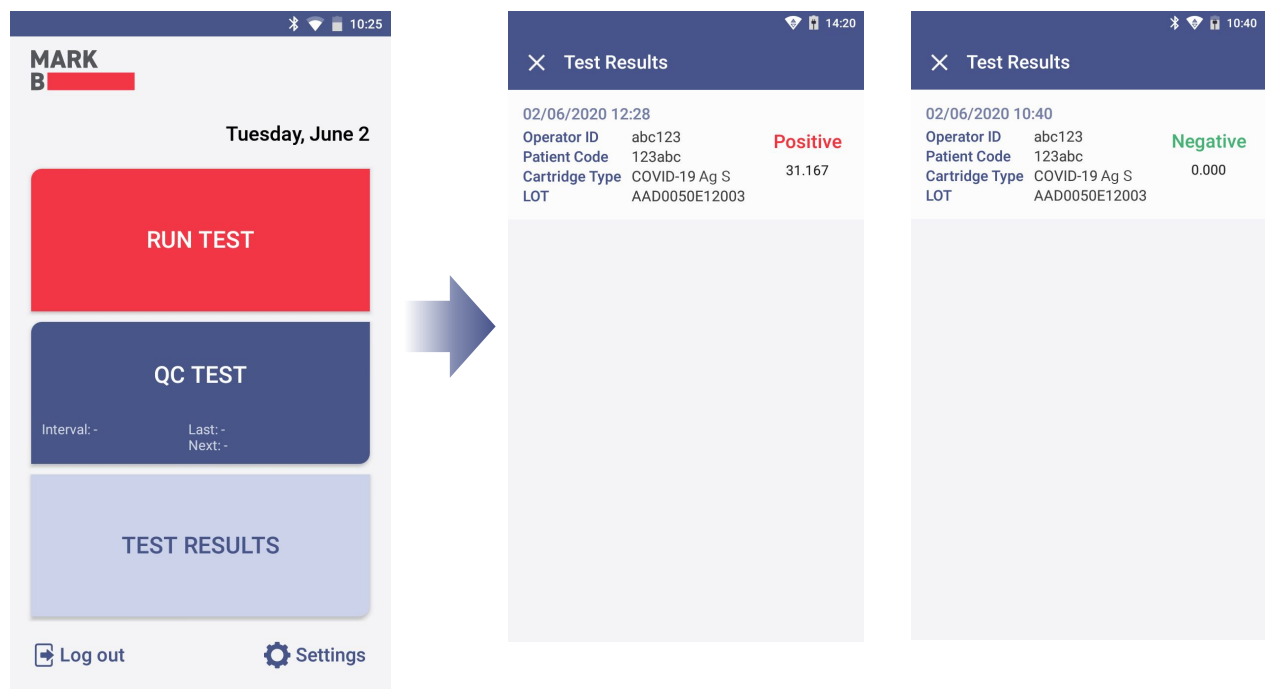 10:25
MARK
B
Tuesday, June 2
RUN TEST
QC TEST
Interval: -
Last: -
Next: -
TEST RESULTS
Log out
Settings
14:20
Test Results
02/06/2020 12:28
Operator ID abc123
Positive
Patient Code 123abc
31.167
Cartridge Type COVID-19 Ag S
LOT AAD0050E12003
10:40
Test Results
02/06/2020 10:40
Operator ID abc123
Negative
Patient Code 123abc
0.000
Cartridge Type COVID-19 Ag S
LOT AAD0050E12003